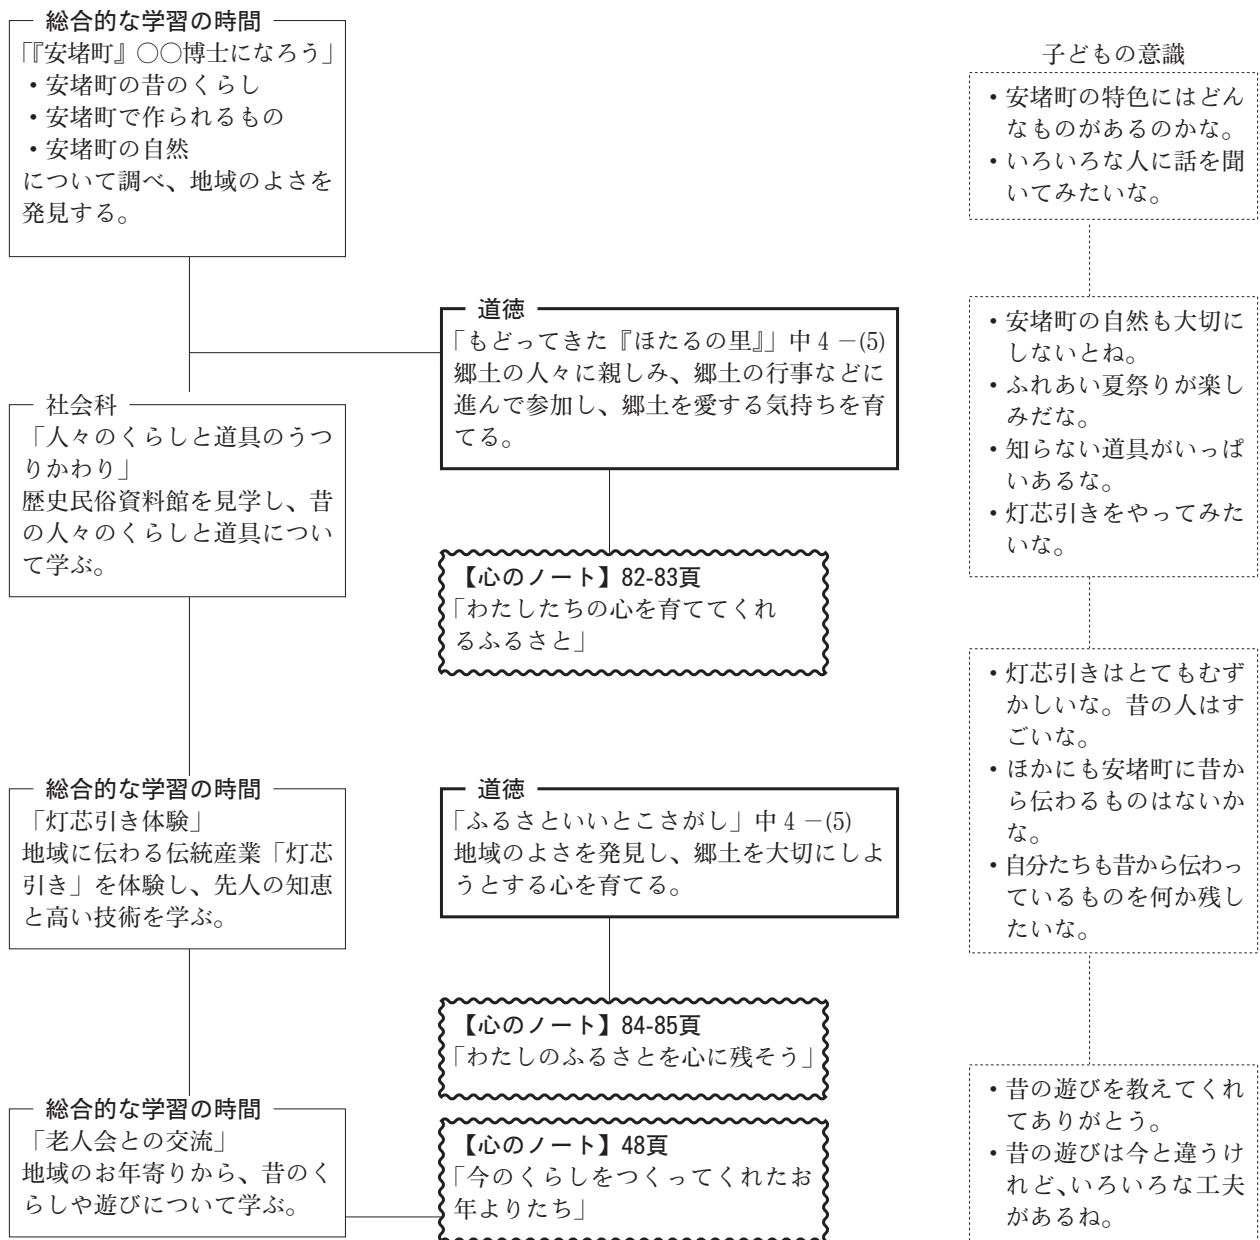 総合的な学習の時間
「『安堵町』○○博士になろう」
・安堵町の昔のくらし
・安堵町で作られるもの
・安堵町の自然
について調べ、地域のよさを
発見する。
子どもの意識
・安堵町の特色にはどん
なものがあるのかな。
・いろいろな人に話を聞
いてみたいな。
道徳
「もどってきた『ほたるの里』」中4－(5)
郷土の人々に親しみ、郷土の行事などに
進んで参加し、郷土を愛する気持ちを育
てる。
・安堵町の自然も大切に
しないとね。
・ふれあい夏祭りが楽し
みだな。
・知らない道具がいっぱ
いあるな。
・灯芯引きをやってみた
いな。
社会科
「人々のくらしと道具のうつ
りかわり」
歴史民俗資料館を見学し、昔
の人々のくらしと道具につい
て学ぶ。
【心のノート】82-83頁
「わたしたちの心を育ててくれ
るふるさと」
・灯芯引きはとてもむず
かしいな。昔の人はす
ごいな。
・ほかにも安堵町に昔か
ら伝わるものはないか
な。
・自分たちも昔から伝わっ
ているものを何か残し
たいな。
総合的な学習の時間
「灯芯引き体験」
地域に伝わる伝統産業「灯芯
引き」を体験し、先人の知恵
と高い技術を学ぶ。
道徳
「ふるさといいとこさがし」中4－(5)
地域のよさを発見し、郷土を大切にしよ
うとする心を育てる。
【心のノート】84-85頁
「わたしのふるさとを心に残そう」
総合的な学習の時間
「老人会との交流」
地域のお年寄りから、昔のく
らしや遊びについて学ぶ。
【心のノート】48頁
「今のくらしをつくってくれたお
年よりたち」
・昔の遊びを教えてくれ
てありがとう。
・昔の遊びは今と違うけ
れど、いろいろな工夫
があるね。